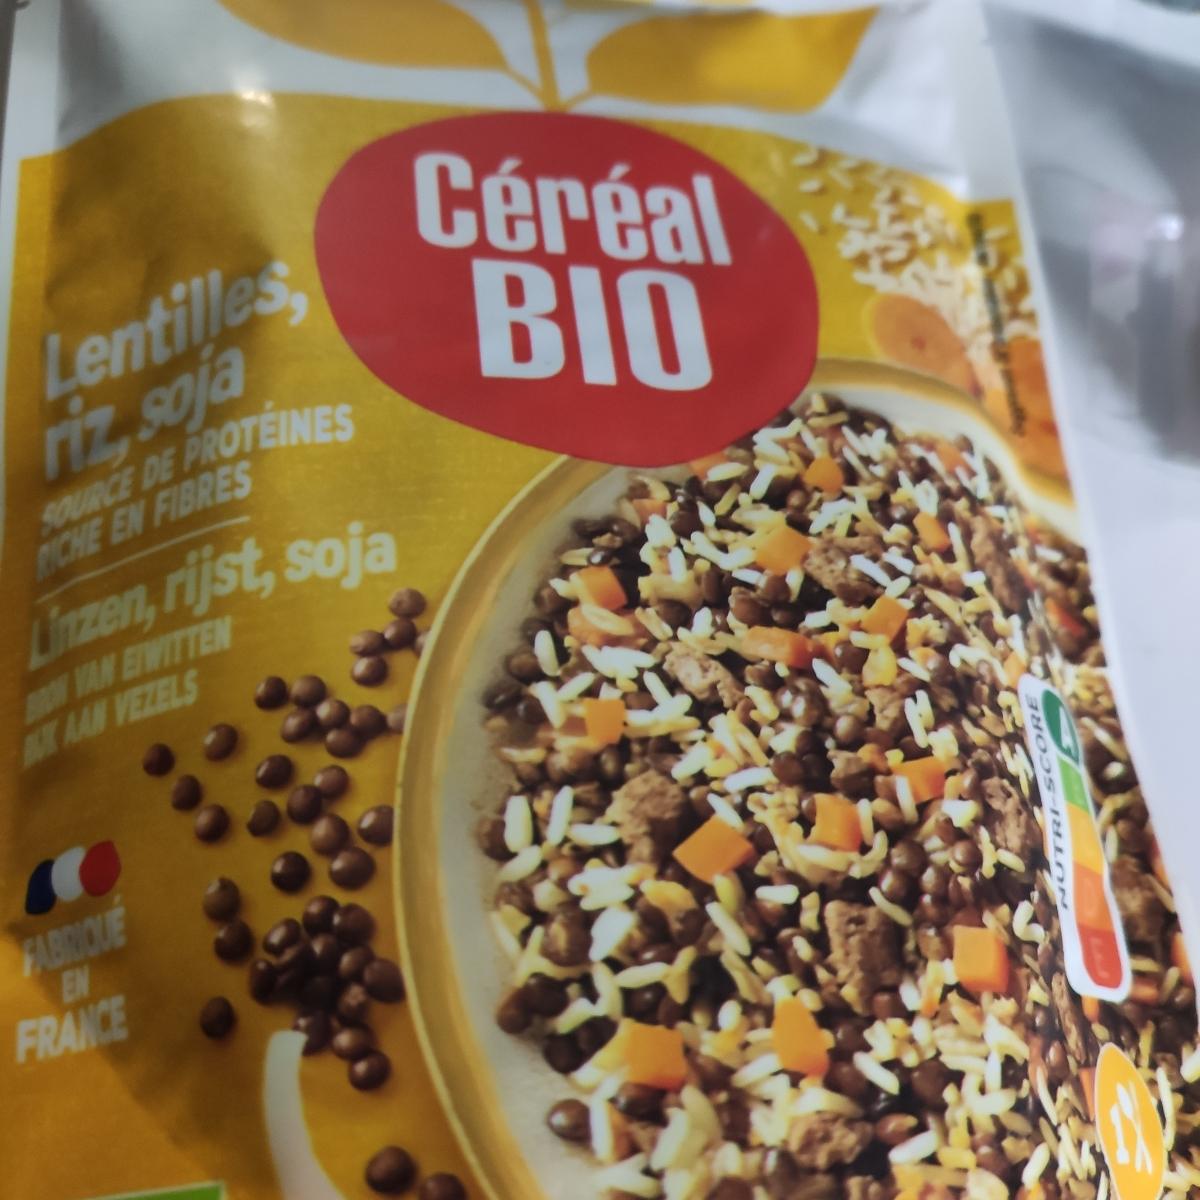 Céréal
BIO
Lentilles,
riz, soja
SOURCE DE PROTÉINES
RICHE EN FIBRES
Linzen, rijst, soja
BRON VAN EIWITTEN
RIJK AAN VEZELS
FABRIQUÉ
EN
FRANCE
NUTRI-SCORE
A